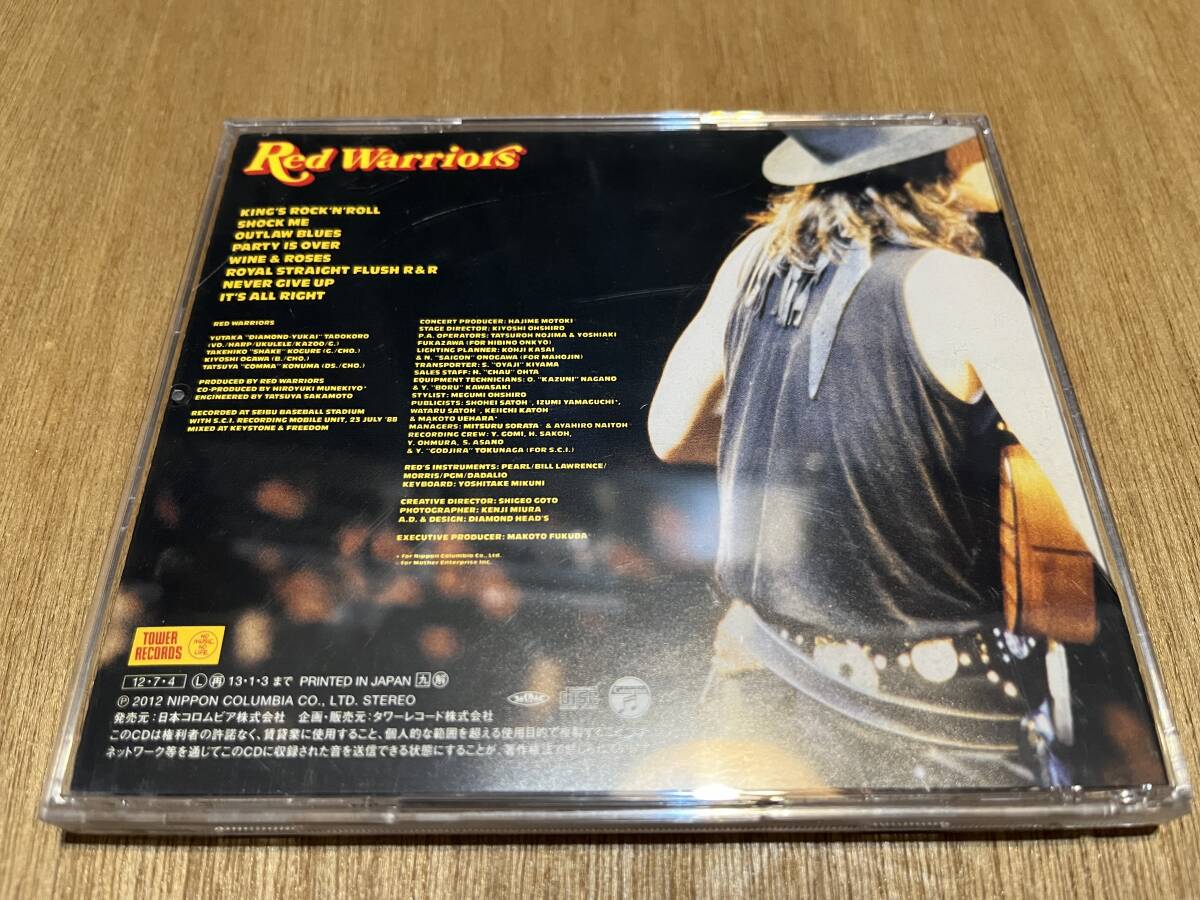 Red Warriors
KING'S ROCK'N'ROLL
SHOCK ME
OUTLAW BLUES
PARTY IS OVER
WINE & ROSES
ROYAL STRAIGHT FLUSH R & R
NEVER GIVE UP
IT'S ALL RIGHT
RED WARRIORS
YUTAKA "DIAMOND-YUKAI" TADOKORO
(VO./HARP/UKULELE/KAZOO/G.)
TAKEHIKO "SHAKE" KOGURE (G./CHO.)
KIYOSHI OGAWA (B./CHO.)
TATSUYA "COMMA" KONUMA (DS./CHO.)
PRODUCED BY RED WARRIORS
CO-PRODUCED BY HIROYUKI MUNEKIYO*
ENGINEERED BY TATSUYA SAKAMOTO
RECORDED AT SEIBU BASEBALL STADIUM
WITH S.C.I. RECORDING MOBILE UNIT, 23 JULY '88
MIXED AT KEYSTONE & FREEDOM
CONCERT PRODUCER: HAJIME MOTOKI
STAGE DIRECTOR: KIYOSHI OHSHIRO
P.A. OPERATORS: TATSUROH NOJIMA & YOSHIAKI
FUKAZAWA (FOR HIBINO ONKYO)
LIGHTING PLANNER: KOHJI KASAI
& N. "SAIGON" ONOGAWA (FOR MAHOJIN)
TRANSPORTER: S. "OYAJI" KIYAMA
SALES STAFF: H. "CHAU" OHTA
EQUIPMENT TECHNICIANS: O. "KAZUNI" NAGANO
& Y. "BORU" KAWASAKI
STYLIST: MEGUMI OHSHIRO
PUBLICISTS: SHOHEI SATOH, IZUMI YAMAGUCHI*,
WATARU SATOH, KEIICHI KATOH
& MAKOTO UEHARA*
MANAGERS: MITSURU SORATA & AYAHIRO NAITOH
RECORDING CREW: Y. GOMI, H. SAKOH,
Y. OHMURA, S. ASANO
& Y. "GODJIRA" TOKUNAGA (FOR S.C.I.)
RED'S INSTRUMENTS: PEARL/BILL LAWRENCE/
MORRIS/PGM/DADALIO
KEYBOARD: YOSHITAKE MIKUNI
CREATIVE DIRECTOR: SHIGEO GOTO
PHOTOGRAPHER: KENJI MIURA
A.D. & DESIGN: DIAMOND HEAD'S
EXECUTIVE PRODUCER: MAKOTO FUKUDA
* For Nippon Columbia Co., Ltd.
For Mother Enterprise Inc.
TOWER
RECORDS
NO
MUSIC,
NO
LIFE.
12・7・4 Ⓛ ㊢ 13・1・3 まで PRINTED IN JAPAN 九 解
Ⓟ 2012 NIPPON COLUMBIA CO., LTD. STEREO
発売元：日本コロムビア株式会社 企画・販売元：タワーレコード株式会社
このCDは権利者の許諾なく、賃貸業に使用すること、個人的な範囲を超える使用目的で複製すること、
ネットワーク等を通じてこのCDに収録された音を送信できる状態にすることが、著作権法で